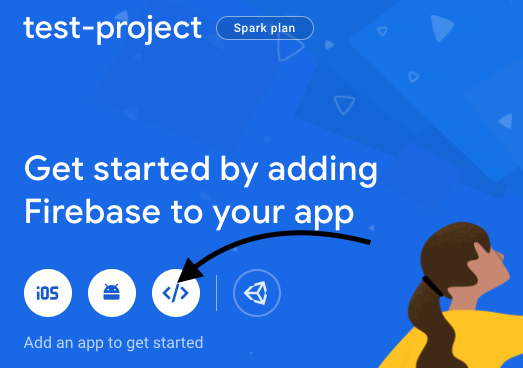 test-project
Spark plan
Get started by adding
Firebase to your app
iOS
</>
Add an app to get started